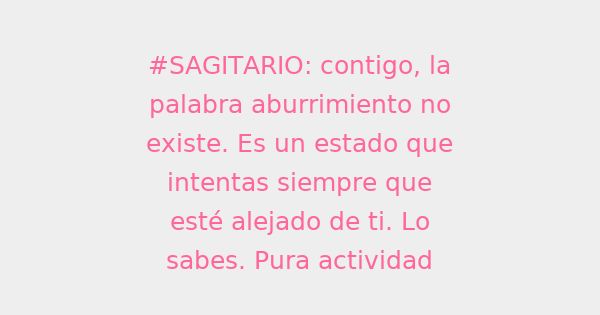 #SAGITARIO: contigo, la
palabra aburrimiento no
existe. Es un estado que
intentas siempre que
esté alejado de ti. Lo
sabes. Pura actividad